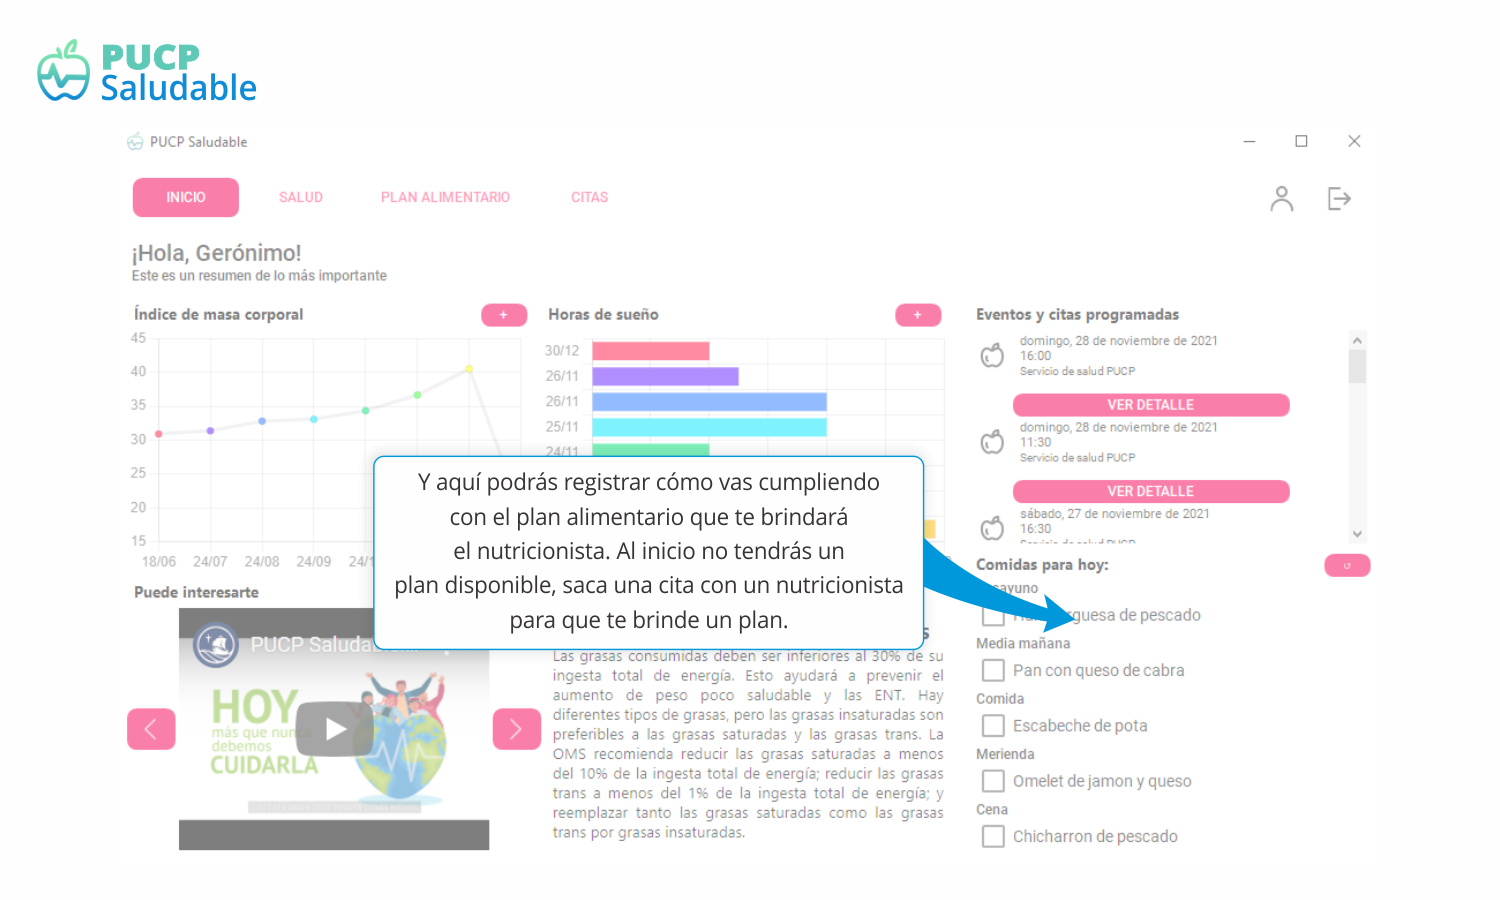 PUCP
Saludable
PUCP Saludable
INICIO
SALUD
PLAN ALIMENTARIO
CITAS
¡Hola, Gerónimo!
Este es un resumen de lo más importante
Índice de masa corporal
+
45
40
35
30
25
20
15
18/06
24/07
24/08
24/09
Horas de sueño
+
30/12
26/11
26/11
25/11
24/11
Eventos y citas programadas
domingo, 28 de noviembre de 2021
16:00
Servicio de salud PUCP
VER DETALLE
domingo, 28 de noviembre de 2021
11:30
Servicio de salud PUCP
VER DETALLE
sábado, 27 de noviembre de 2021
16:30
Y aquí podrás registrar cómo vas cumpliendo
con el plan alimentario que te brindará
el nutricionista. Al inicio no tendrás un
plan disponible, saca una cita con un nutricionista
para que te brinde un plan.
Puede interesarte
PUCP
HOY
más que
debemos
CUIDARLA
Las grasas consumidas deben ser inferiores al 30% de su
ingesta total de energía. Esto ayudará a prevenir el
aumento de peso poco saludable y las ENT. Hay
diferentes tipos de grasas, pero las grasas insaturadas son
preferibles a las grasas saturadas y las grasas trans. La
OMS recomienda reducir las grasas saturadas a menos
del 10% de la ingesta total de energía; reducir las grasas
trans a menos del 1% de la ingesta total de energía; y
reemplazar tanto las grasas saturadas como las grasas
trans por grasas insaturadas.
Comidas para hoy:
de pescado
Media mañana
Pan con queso de cabra
Comida
Escabeche de pota
Merienda
Omelet de jamon y queso
Cena
Chicharron de pescado